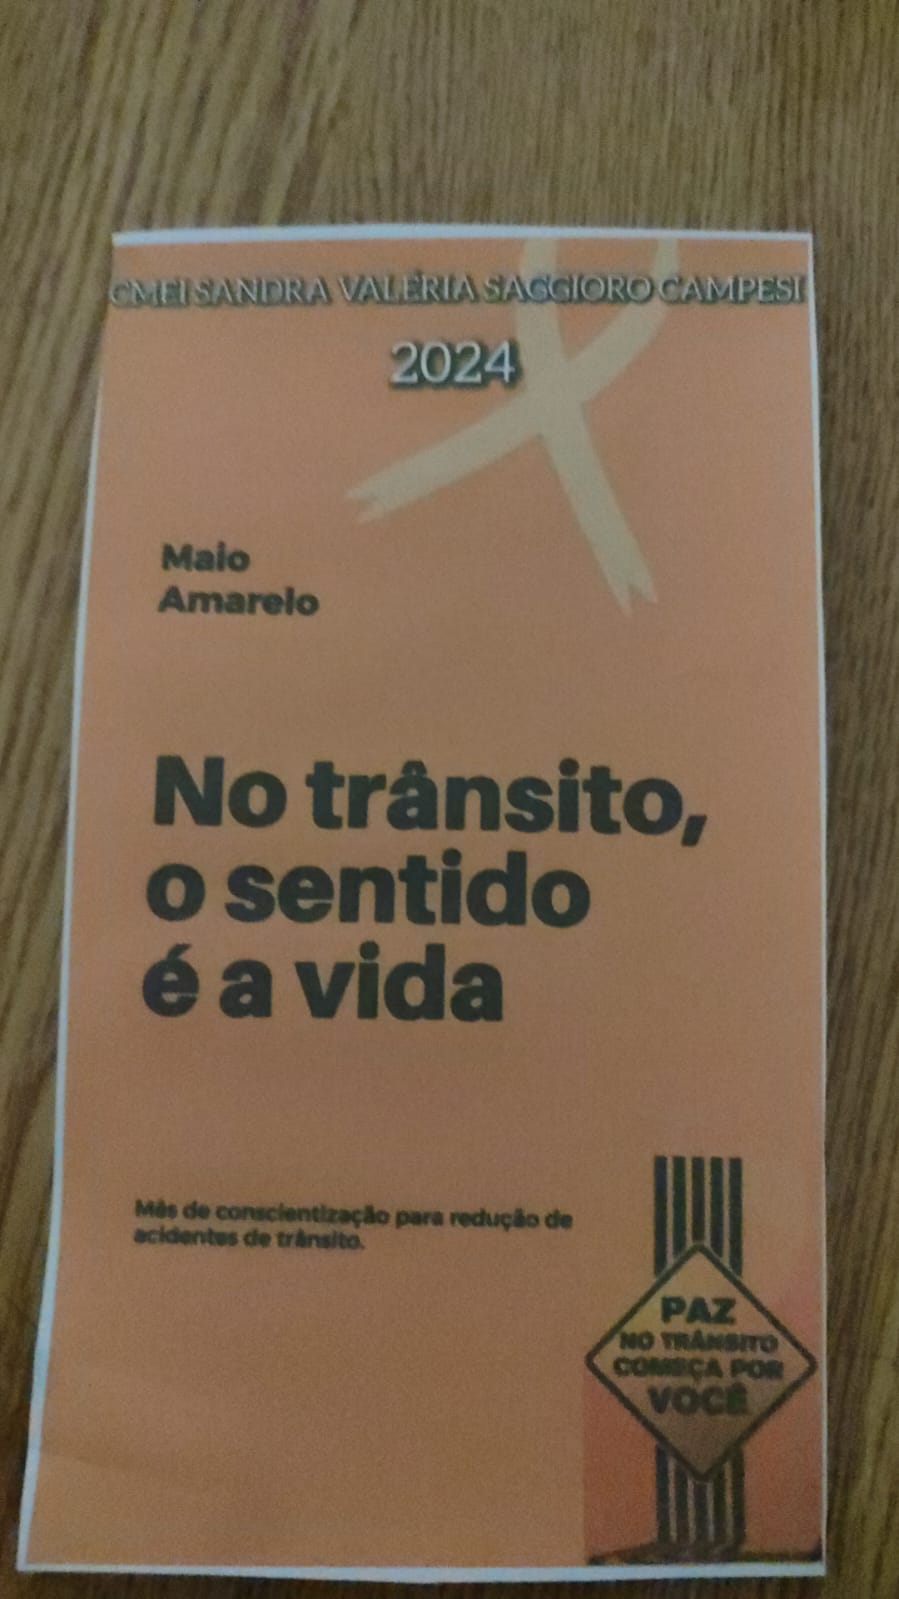 CMEI SANDRA VALÉRIA SAGGIORO CAMPESI
2024
Maio
Amarelo
No trânsito,
o sentido
é a vida
Mês de conscientização para redução de
acidentes de trânsito.
PAZ
NO TRÂNSITO
COMEÇA POR
VOCÊ